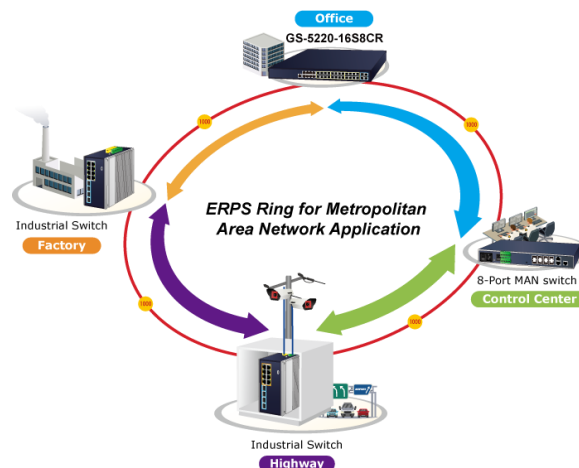 Office
GS-5220-16S8CR
1000
1000
ERPS Ring for Metropolitan
Area Network Application
Industrial Switch
Factory
8-Port MAN switch
Control Center
1000
1000
Industrial Switch
Highway